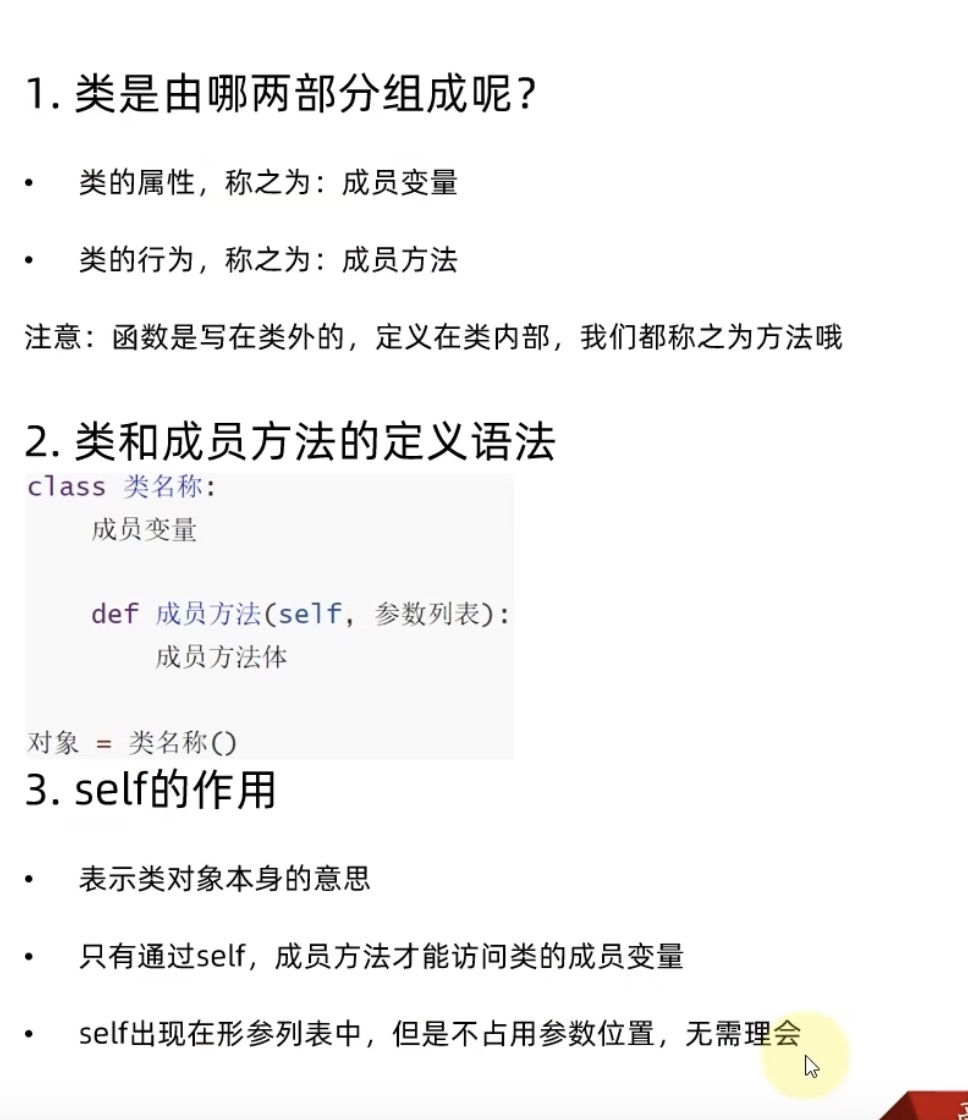 1. 类是由哪两部分组成呢？
• 类的属性，称之为：成员变量
• 类的行为，称之为：成员方法
注意：函数是写在类外的，定义在类内部，我们都称之为方法哦
2. 类和成员方法的定义语法
class 类名称:
成员变量
def 成员方法(self, 参数列表):
成员方法体
对象 = 类名称()
3. self的作用
• 表示类对象本身的意思
• 只有通过self，成员方法才能访问类的成员变量
• self出现在形参列表中，但是不占用参数位置，无需理会